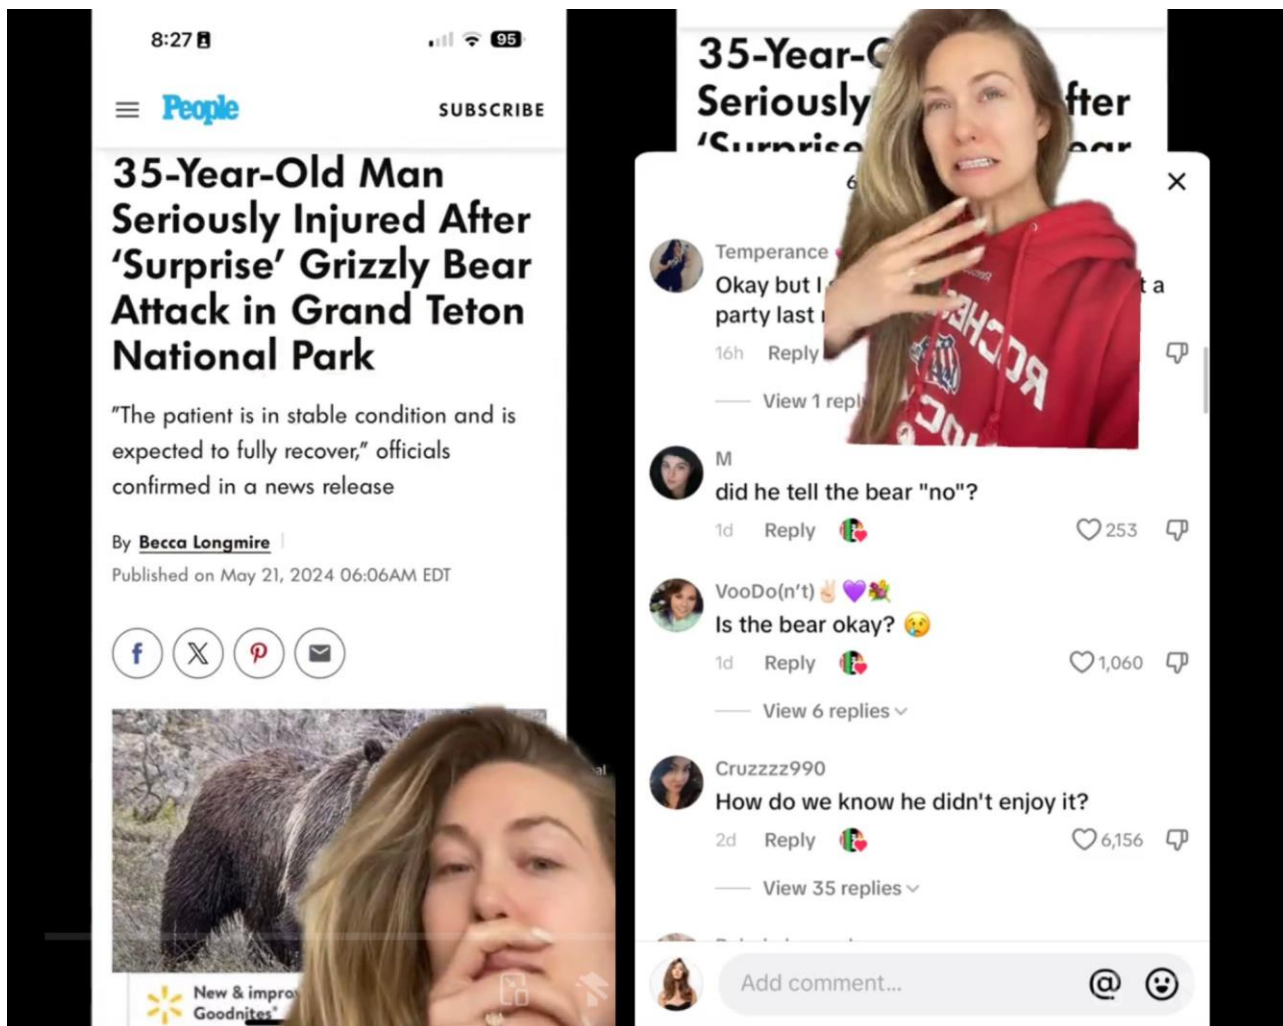 8:27
95
People
SUBSCRIBE
35-Year-Old Man
Seriously Injured After
‘Surprise’ Grizzly Bear
Attack in Grand Teton
National Park
"The patient is in stable condition and is
expected to fully recover," officials
confirmed in a news release
By Becca Longmire
Published on May 21, 2024 06:06AM EDT
New & impro
Goodnites
35-Year-O
Seriously fter
‘Surprise ear
6
Temperance
Okay but I t a
party last
16h Reply
View 1 repl
ROCHES
ROC
M
did he tell the bear "no"?
1d Reply 253
VooDo(n't)✌🏻💜💐
Is the bear okay? 😢
1d Reply 1,060
View 6 replies
Cruzzzz990
How do we know he didn't enjoy it?
2d Reply 6,156
View 35 replies
Add comment...